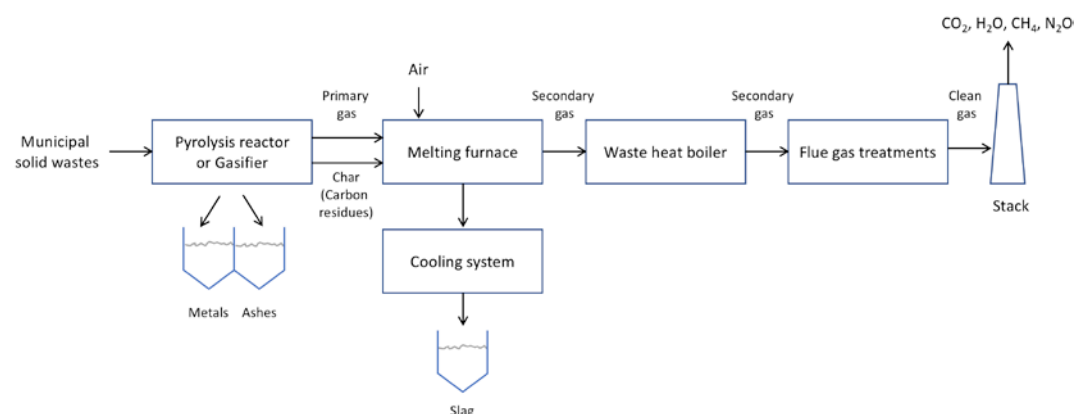 CO₂, H₂O, CH₄, N₂O
Air
Primary
gas
Secondary
gas
Secondary
gas
Clean
gas
Municipal
solid wastes
Pyrolysis reactor
or Gasifier
Melting furnace
Waste heat boiler
Flue gas treatments
Char
(Carbon
residues)
Stack
Cooling system
Metals
Ashes
Slag